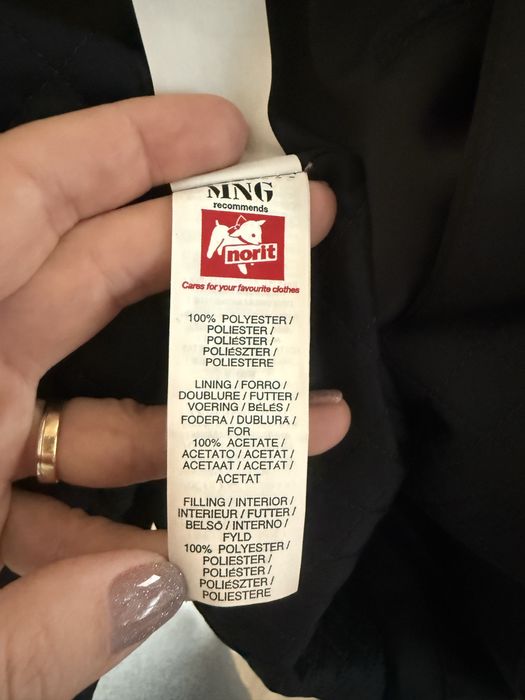 MNG
recommends
norit
Cares for your favourite clothes
100% POLYESTER /
POLIESTER /
POLIÉSTER /
POLIÉSZTER /
POLIESTERE
LINING / FORRO /
DOUBLURE / FUTTER /
VOERING / BÉLÉS /
FODERA / DUBLURĂ /
FOR
100% ACETATE /
ACETATO / ACETAT /
ACETAAT / ACETÁT /
ACETAT
FILLING / INTERIOR /
INTERIEUR / FUTTER /
BELSŐ / INTERNO /
FYLD
100% POLYESTER /
POLIESTER /
POLIÉSTER /
POLIÉSZTER /
POLIESTERE